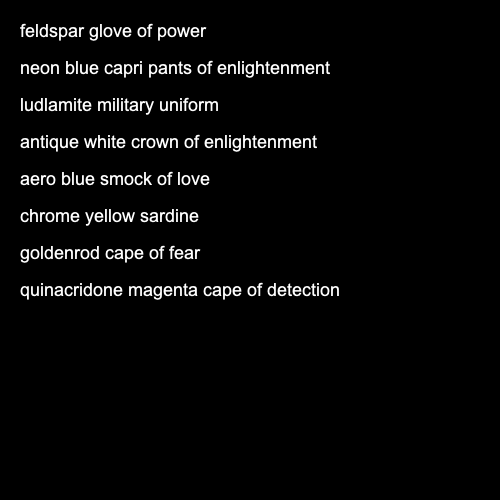 feldspar glove of power
neon blue capri pants of enlightenment
ludlamite military uniform
antique white crown of enlightenment
aero blue smock of love
chrome yellow sardine
goldenrod cape of fear
quinacridone magenta cape of detection